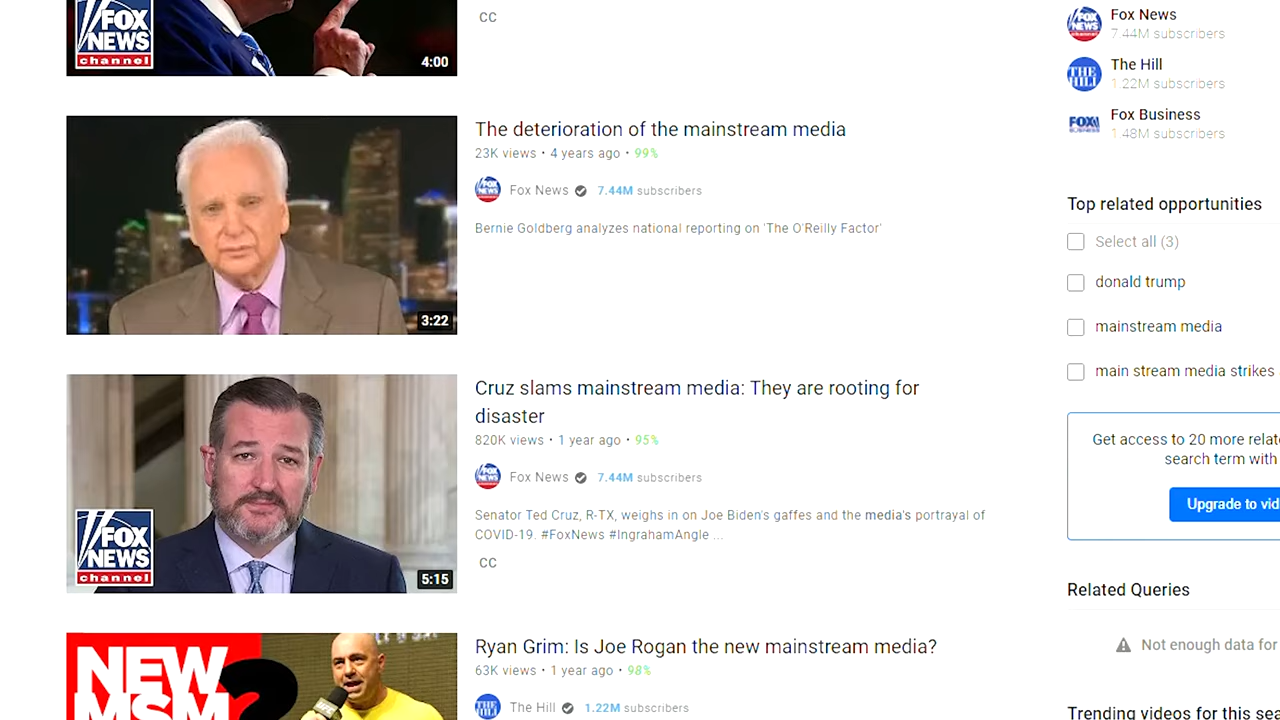 FOX
NEWS
channel
4:00
CC
The deterioration of the mainstream media
23K views • 4 years ago • 99%
Fox News 7.44M subscribers
Bernie Goldberg analyzes national reporting on 'The O'Reilly Factor'
3:22
Cruz slams mainstream media: They are rooting for
disaster
820K views • 1 year ago • 95%
Fox News 7.44M subscribers
Senator Ted Cruz, R-TX, weighs in on Joe Biden's gaffes and the media's portrayal of
COVID-19. #FoxNews #IngrahamAngle ...
CC
FOX
NEWS
channel
5:15
NEW
MSM
Ryan Grim: Is Joe Rogan the new mainstream media?
63K views • 1 year ago • 98%
THE
HILL
The Hill 1.22M subscribers
Fox News
7.44M subscribers
THE
HILL
The Hill
1.22M subscribers
FOX
BUSINESS
Fox Business
1.48M subscribers
Top related opportunities
Select all (3)
donald trump
mainstream media
main stream media strikes
Get access to 20 more relat
search term with
Upgrade to vid
Related Queries
Not enough data for
Trending videos for this sea